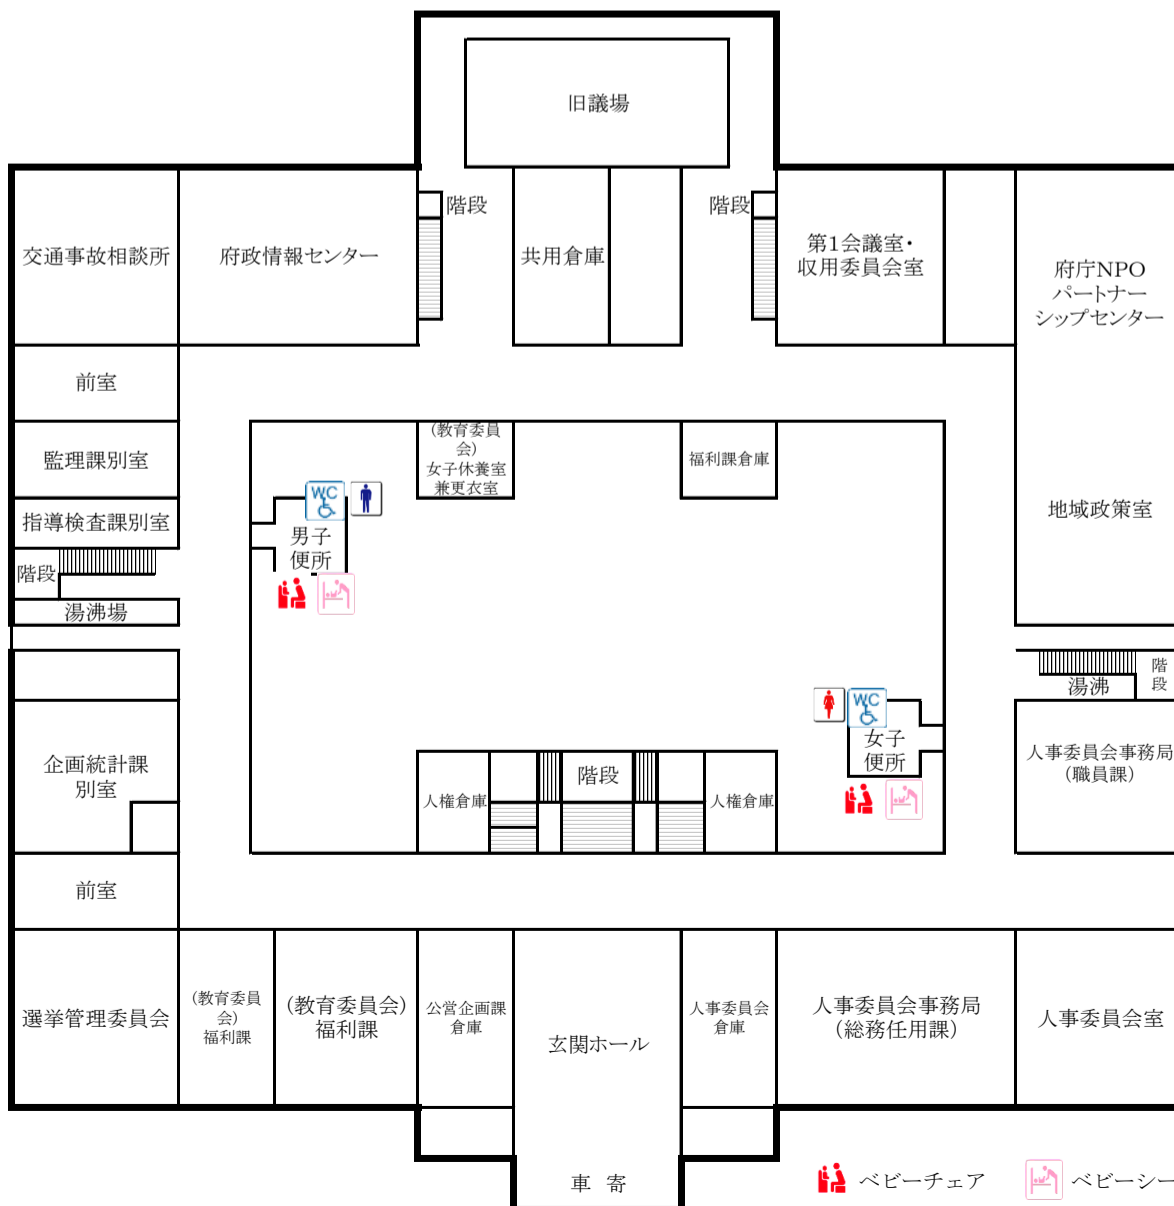 旧議場
階段
階段
交通事故相談所
府政情報センター
共用倉庫
第1会議室・
収用委員会室
府庁NPO
パートナー
シップセンター
前室
(教育委員
会)
女子休養室
兼更衣室
福利課倉庫
監理課別室
指導検査課別室
WC
男子
便所
地域政策室
階段
湯沸場
階
段
湯沸
WC
女子
便所
企画統計課
別室
階段
人権倉庫
人権倉庫
人事委員会事務局
(職員課)
前室
選挙管理委員会
(教育委員
会)
福利課
(教育委員会)
福利課
公営企画課
倉庫
玄関ホール
人事委員会
倉庫
人事委員会事務局
(総務任用課)
人事委員会室
車 寄
ベビーチェア
ベビーシー